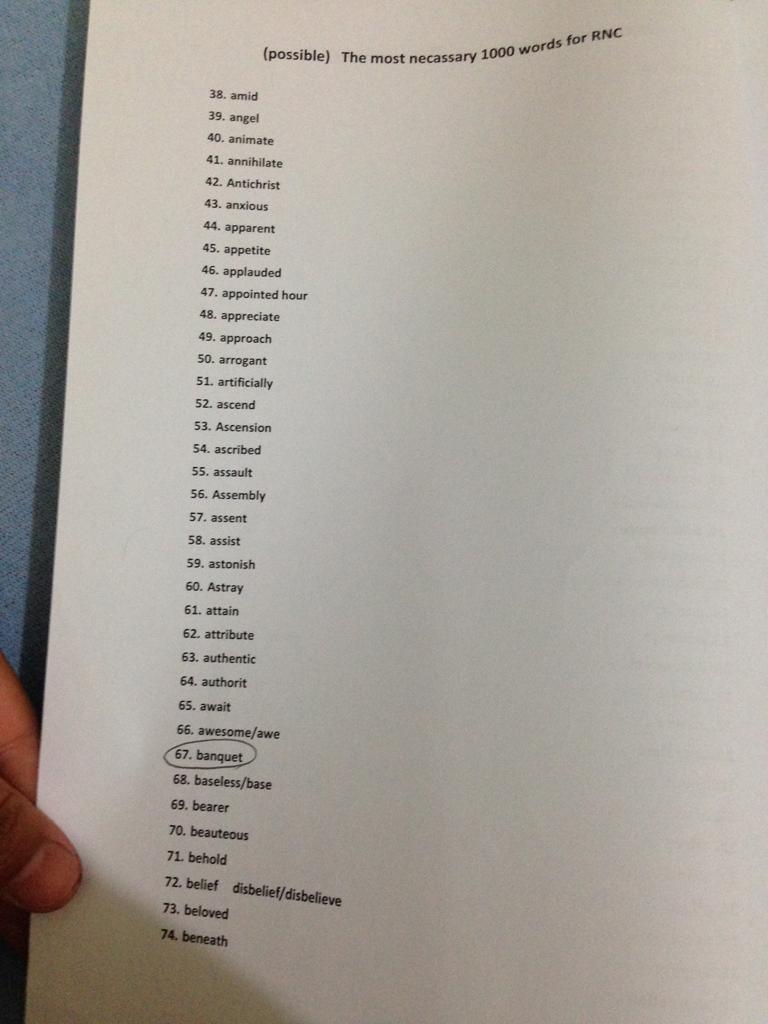 (possible) The most necassary 1000 words for RNC
38. amid
39. angel
40. animate
41. annihilate
42. Antichrist
43. anxious
44. apparent
45. appetite
46. applauded
47. appointed hour
48. appreciate
49. approach
50. arrogant
51. artificially
52. ascend
53. Ascension
54. ascribed
55. assault
56. Assembly
57. assent
58. assist
59. astonish
60. Astray
61. attain
62. attribute
63. authentic
64. authorit
65. await
66. awesome/awe
67. banquet
68. baseless/base
69. bearer
70. beauteous
71. behold
72. belief disbelief/disbelieve
73. beloved
74. beneath